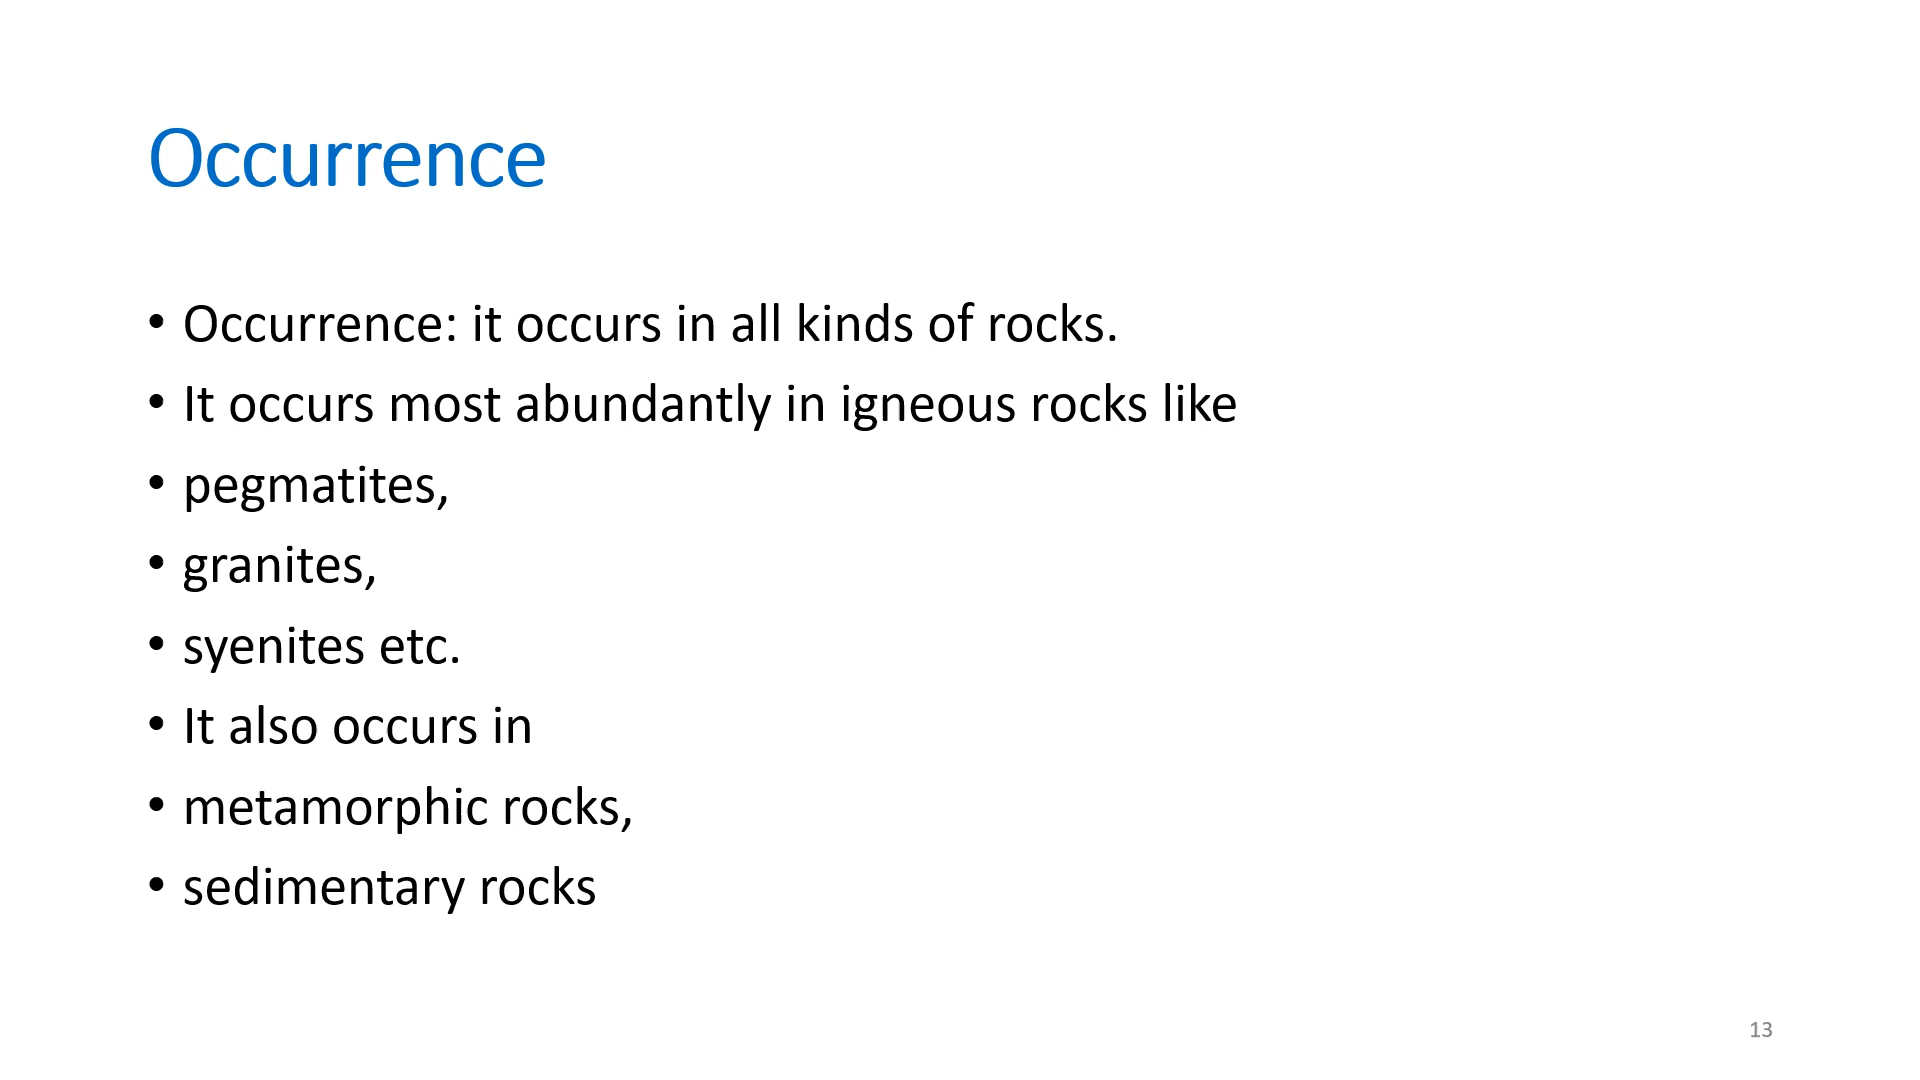 Occurrence
• Occurrence: it occurs in all kinds of rocks.
• It occurs most abundantly in igneous rocks like
• pegmatites,
• granites,
• syenites etc.
• It also occurs in
• metamorphic rocks,
• sedimentary rocks
13